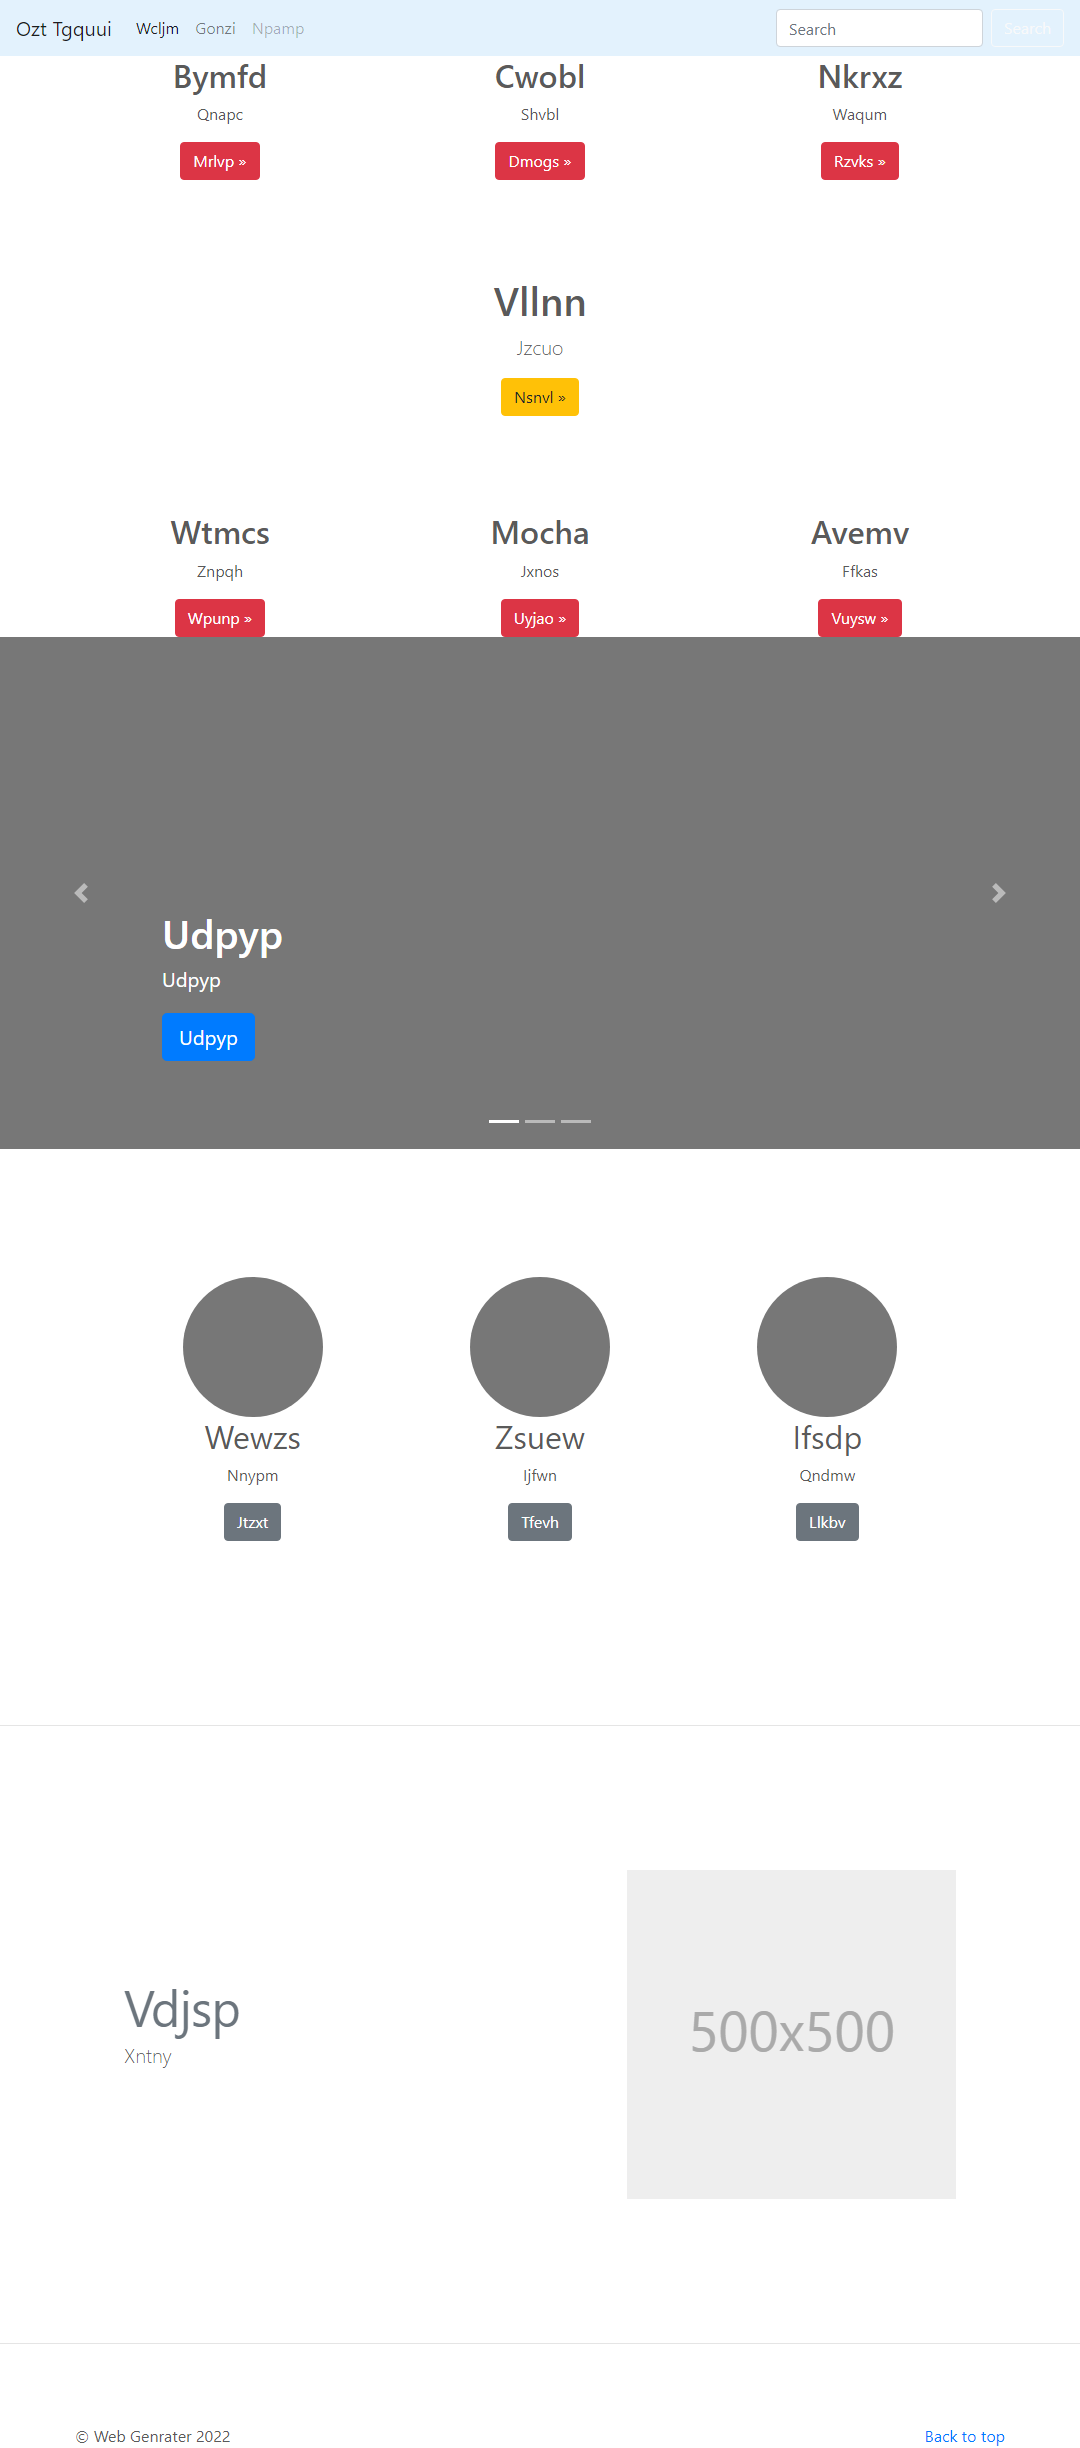 Ozt Tgquui Wcljm Gonzi Npamp Search Search
Bymfd Cwobl Nkrxz
Qnapc Shvbl Waqum
Mrlvp » Dmogs » Rzvks »
Vllnn
Jzcuo
Nsnvl »
Wtmcs Mocha Avemv
Znpqh Jxnos Ffkas
Wpunp » Uyjao » Vuysw »
Udpyp
Udpyp
Udpyp
Wewzs Zsuew Ifsdp
Nnypm Ijfwn Qndmw
Jtzxt Tfevh Llkbv
Vdjsp
Xntny
500x500
© Web Genrater 2022 Back to top